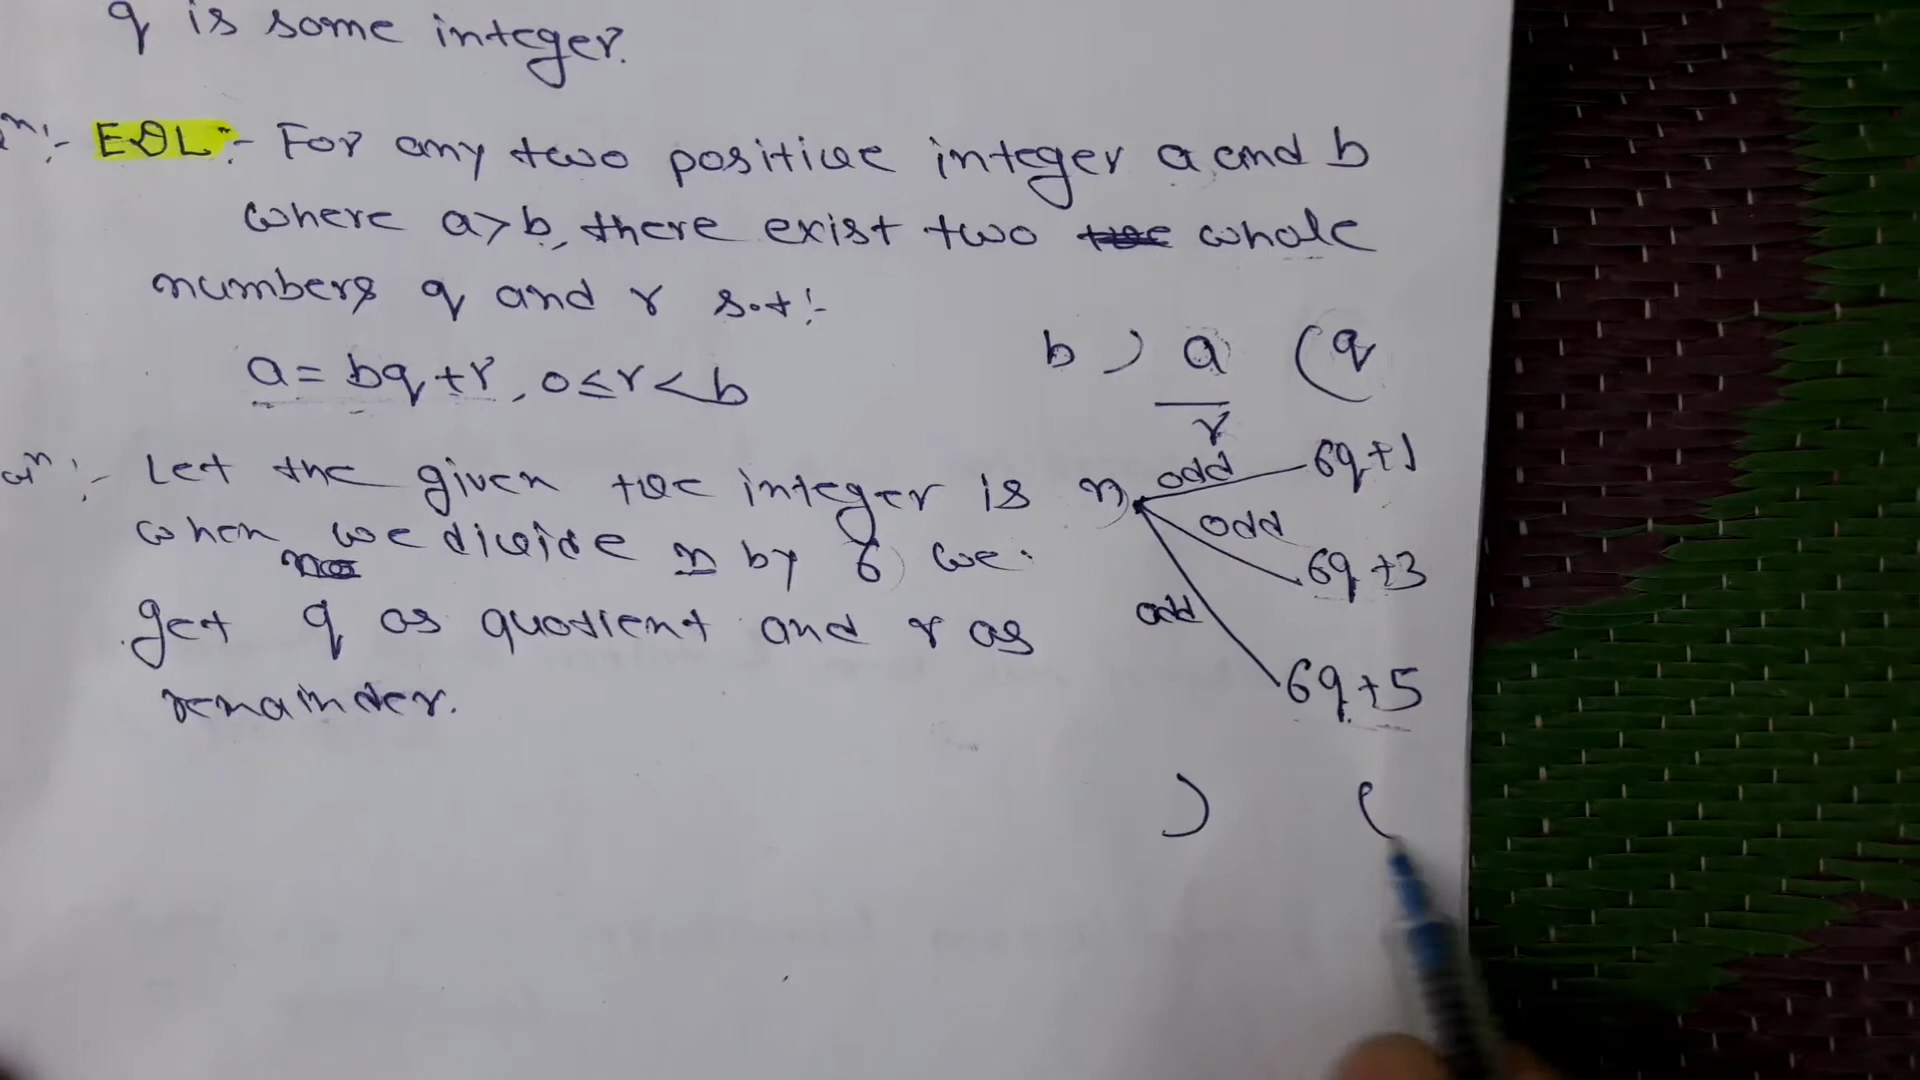 q is some integer.
EDL:- For any two positive integer a and b
where a>b, there exist two whole
numbers q and r s.t:-
a = bq+r, 0≤r<b
b ) a ( q
r
Let the given +ve integer is n
when we divide n by 6 we
get q as quotient and r as
remainder.
odd 6q+1
odd 6q+3
odd 6q+5
) (